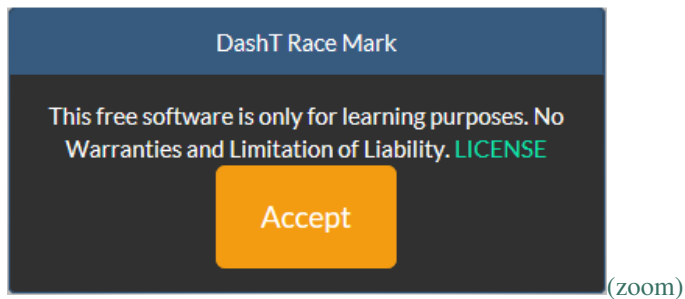 DashT Race Mark
This free software is only for learning purposes. No
Warranties and Limitation of Liability. LICENSE
Accept
(zoom)